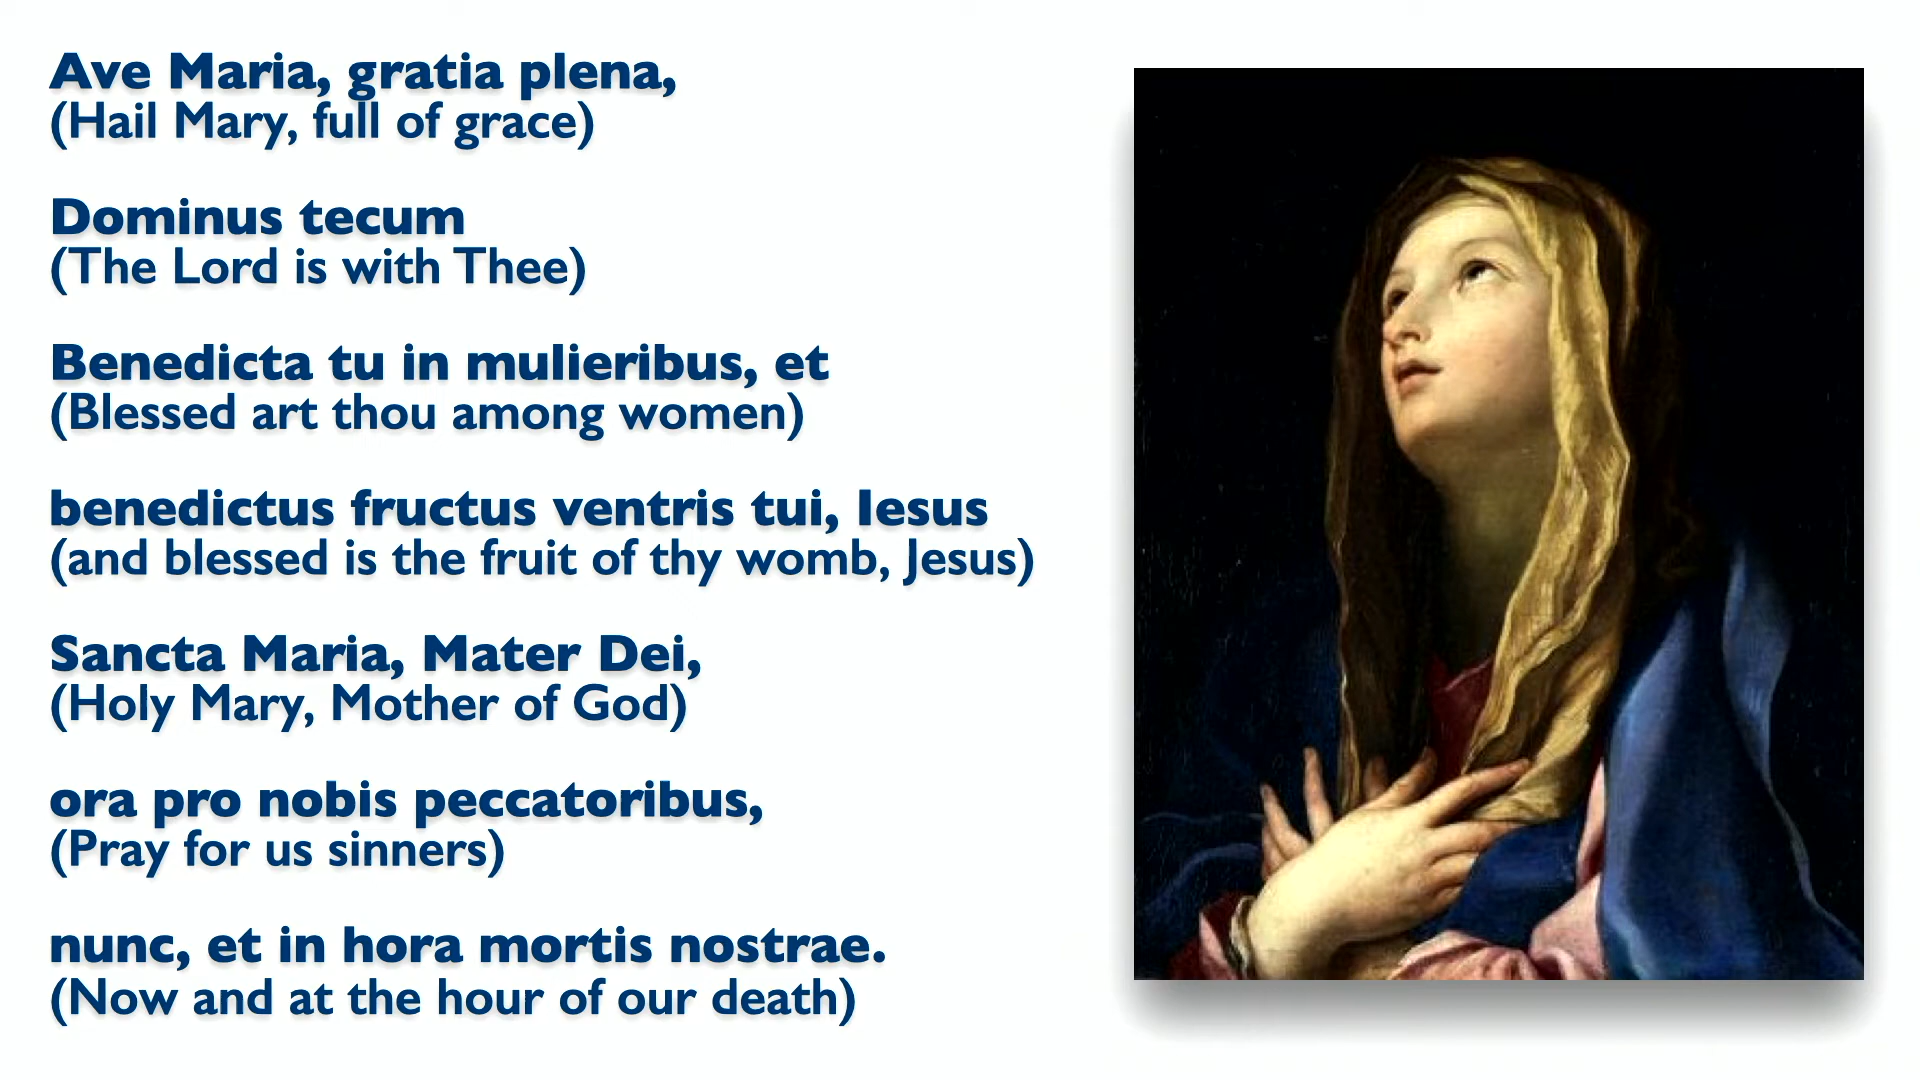 Ave Maria, gratia plena,
(Hail Mary, full of grace)
Dominus tecum
(The Lord is with Thee)
Benedicta tu in mulieribus, et
(Blessed art thou among women)
benedictus fructus ventris tui, Iesus
(and blessed is the fruit of thy womb, Jesus)
Sancta Maria, Mater Dei,
(Holy Mary, Mother of God)
ora pro nobis peccatoribus,
(Pray for us sinners)
nunc, et in hora mortis nostrae.
(Now and at the hour of our death)